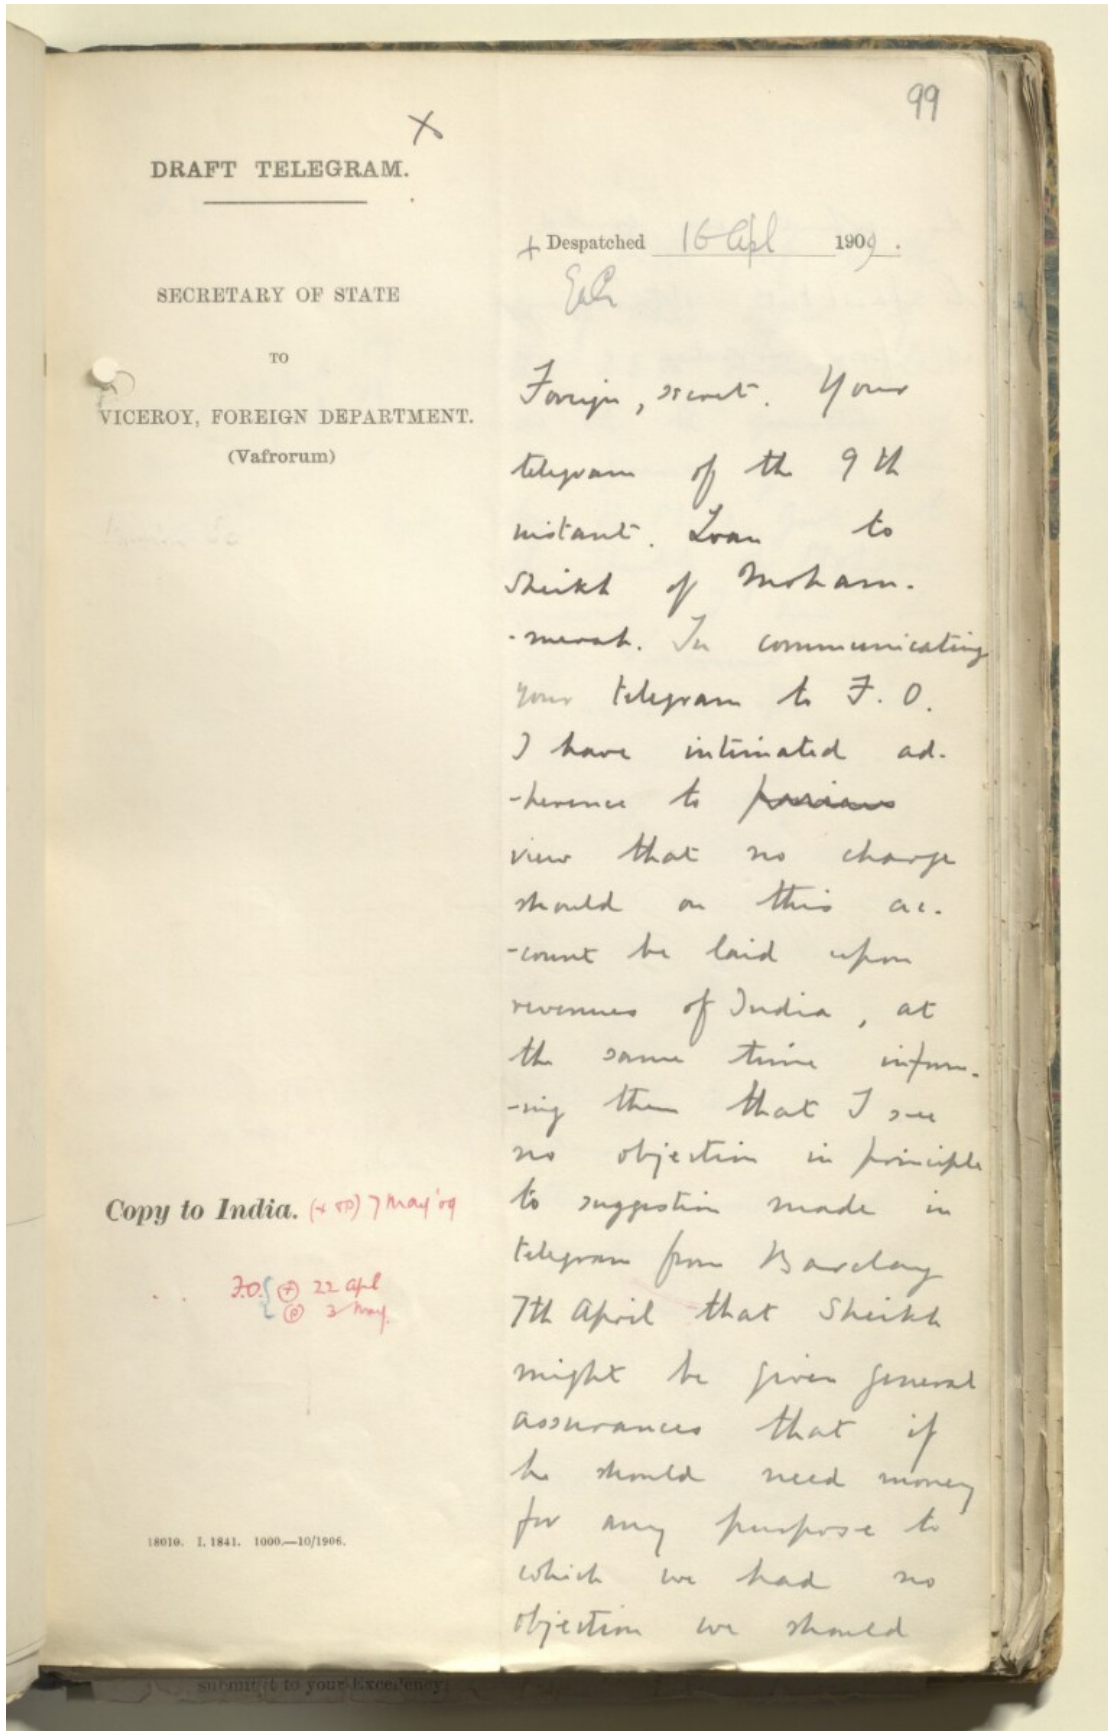 99
DRAFT TELEGRAM.
SECRETARY OF STATE
TO
VICEROY, FOREIGN DEPARTMENT.
(Vafrorum)
Despatched 16 Apl 1909.
Foreign, secret. Your
telegram of the 9th
instant. Loan to
Sheikh of Moham-
-merah. In communicating
your telegram to F. O.
I have intimated ad-
-herence to
view that no charge
should on this ac-
-count be laid upon
revenues of India, at
the same time inform-
-ing them that I see
no objection in principle
to suggestion made in
telegram from Barclay
7th April that Sheikh
might be given general
assurances that if
he should need money
for any purpose to
which we had no
objection we should
Copy to India. 7 May '09
F.O. 22 Apl
3 May
18010. I. 1841. 1000.—10/1906.
submitted to your Excellency